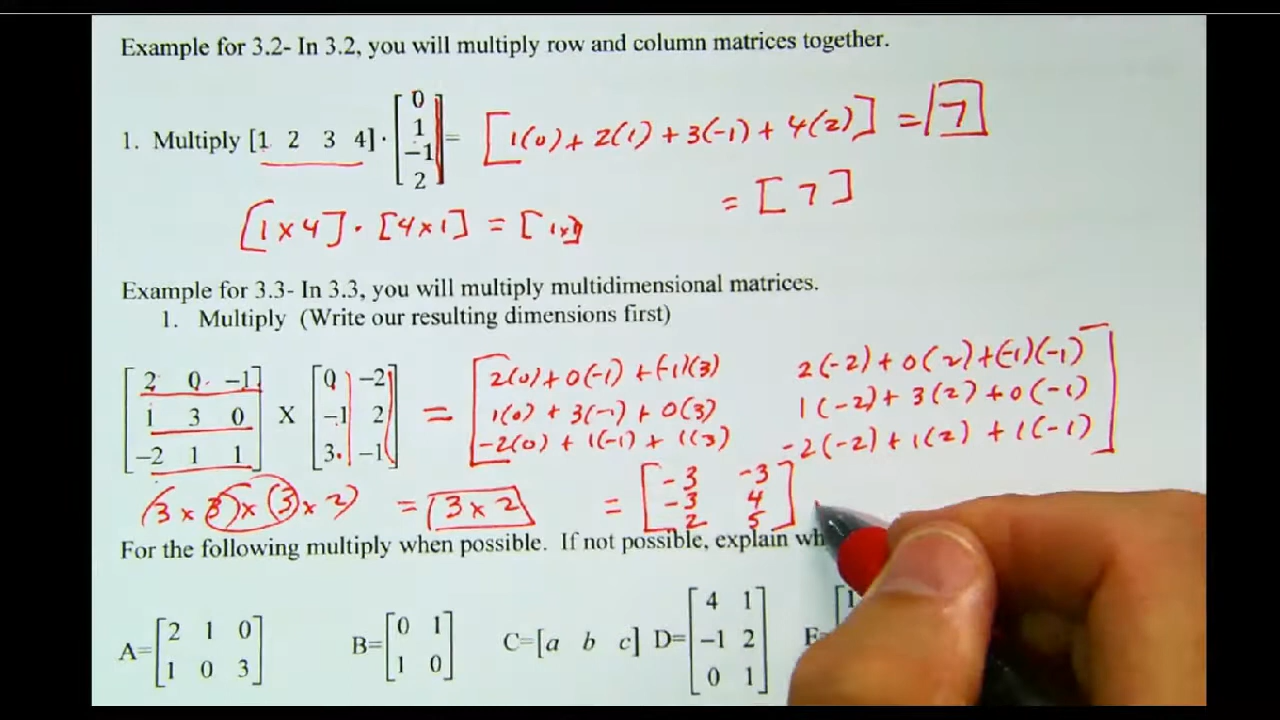 Example for 3.2- In 3.2, you will multiply row and column matrices together.
1. Multiply [1 2 3 4] · [0 1 −1 2] = [1(0) + 2(1) + 3(-1) + 4(2)] = 7
= [7]
[1 x 4] · [4 x 1] = [1x1]
Example for 3.3- In 3.3, you will multiply multidimensional matrices.
1. Multiply (Write our resulting dimensions first)
2 0 −1 0 −2 2(0) + 0(-1) + (-1)(3) 2(-2) + 0(2) + (-1)(-1)
1 3 0 X −1 2 = 1(0) + 3(-1) + 0(3) 1(-2) + 3(2) + 0(-1)
−2 1 1 3 −1 -2(0) + 1(-1) + 1(3) -2(-2) + 1(2) + 1(-1)
(3 x 3) x (3 x 2) = 3 x 2 = -3 -3
-3 4
2 5
For the following multiply when possible. If not possible, explain wh
A= [2 1 0 B= [0 1 C=[a b c] D= [4 1 E= [1
1 0 3] 1 0] −1 2
0 1]